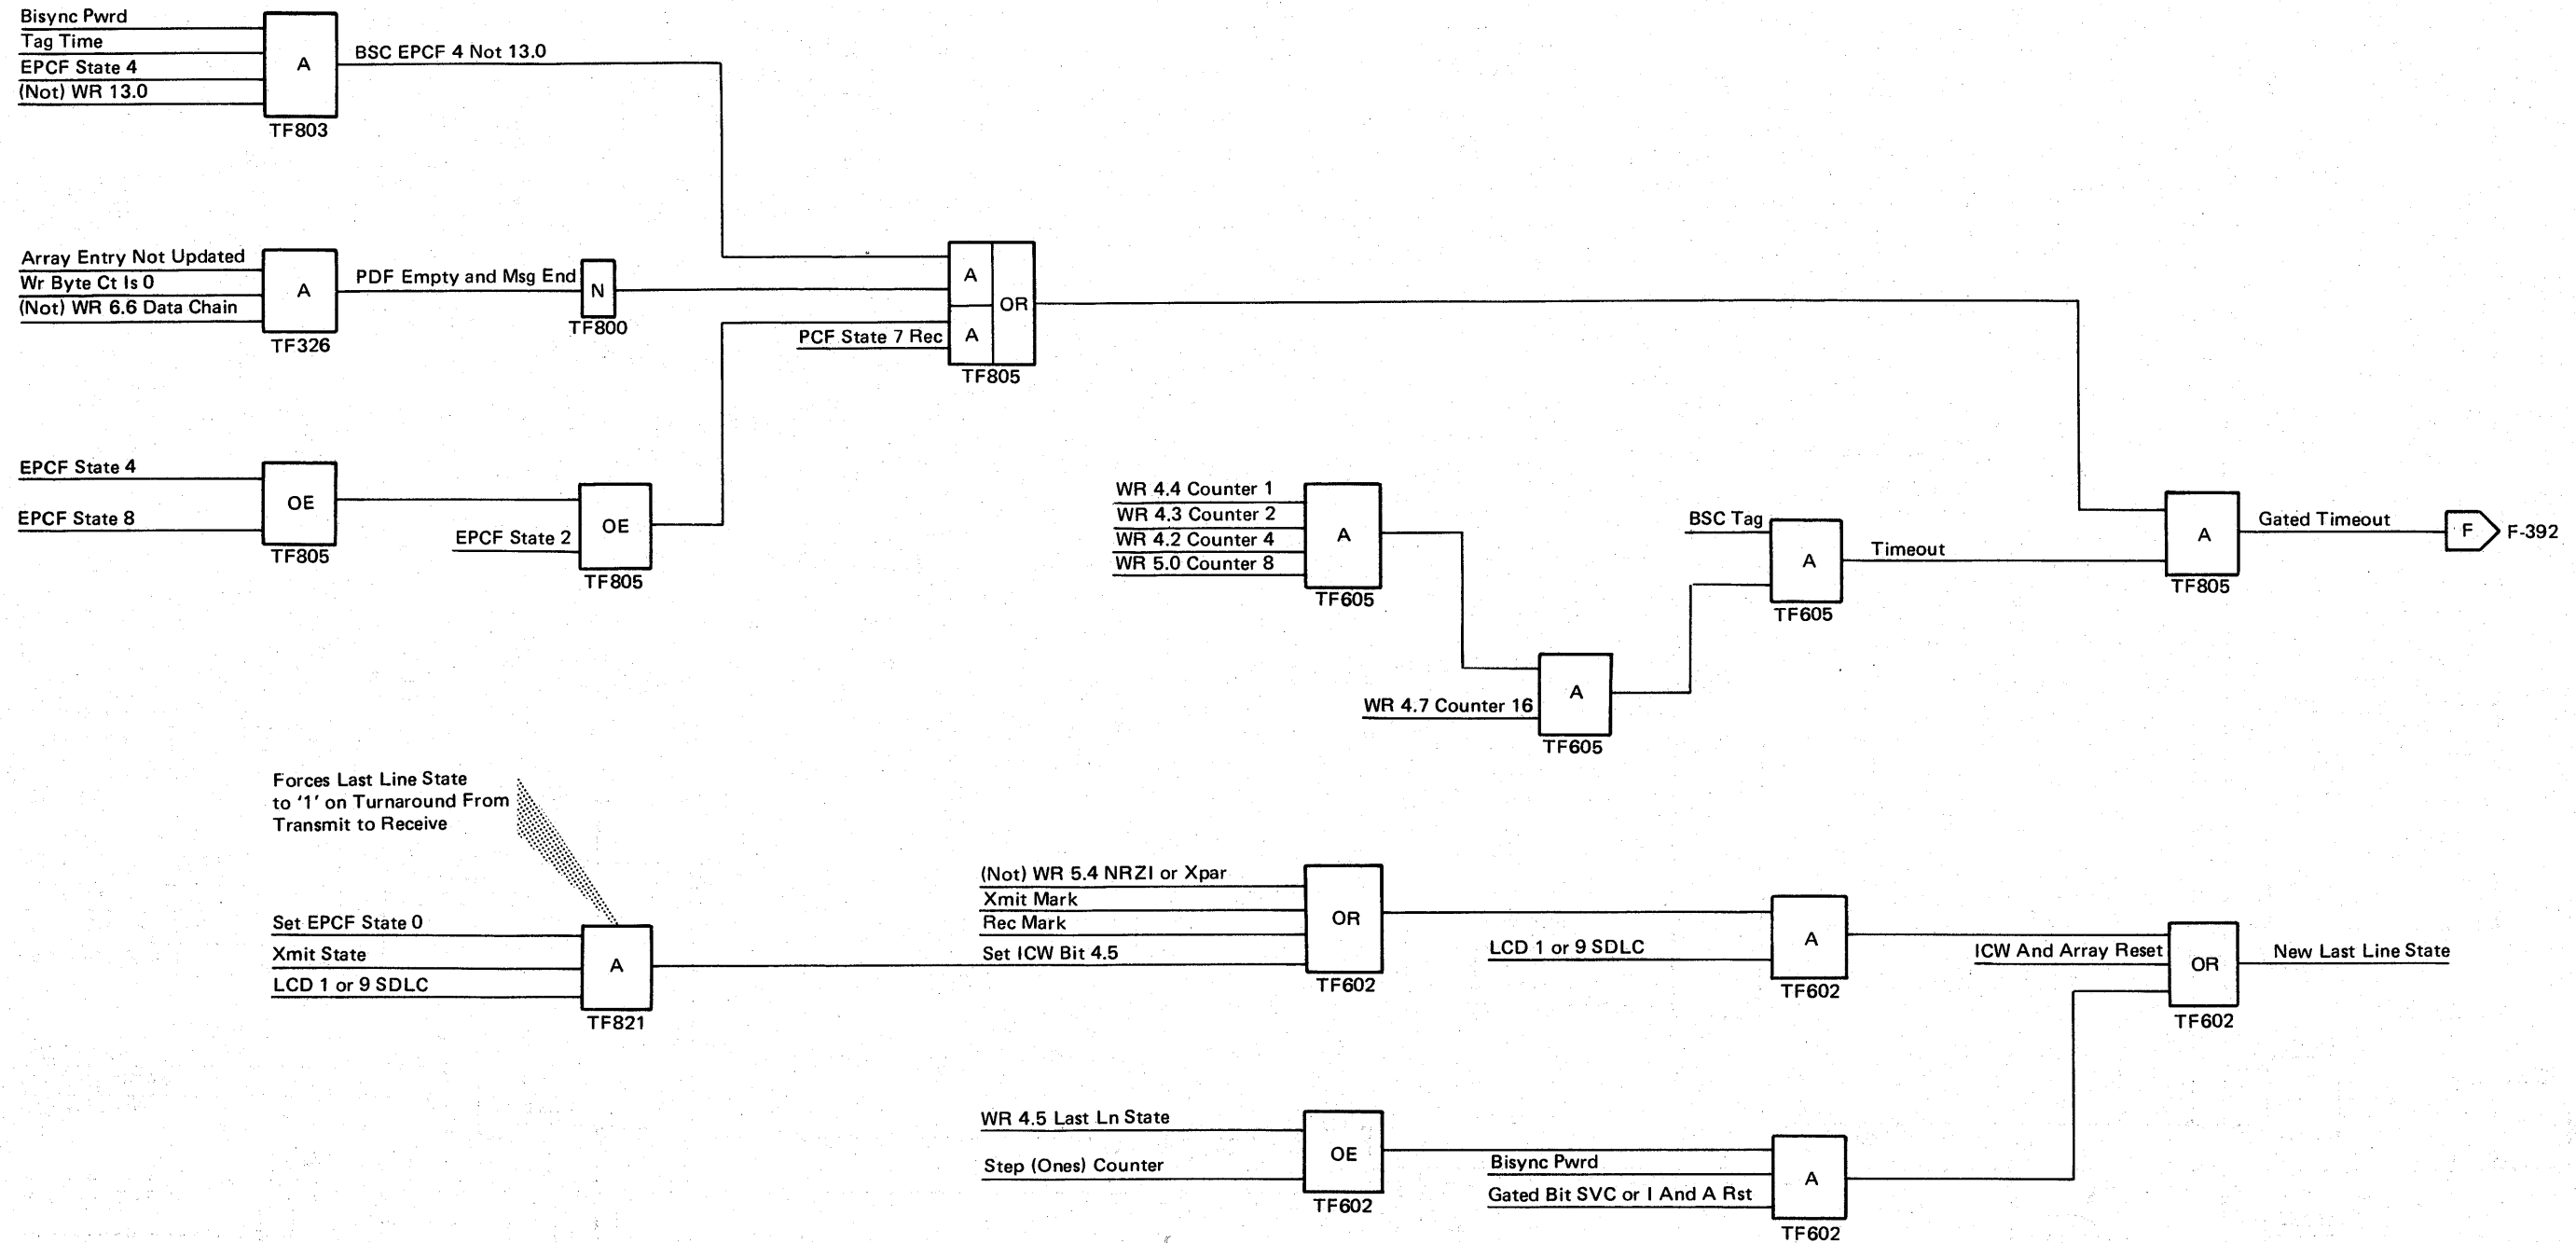 Bisync Pwrd
Tag Time
EPCF State 4
(Not) WR 13.0
A
TF803
BSC EPCF 4 Not 13.0
Array Entry Not Updated
Wr Byte Ct Is 0
(Not) WR 6.6 Data Chain
A
TF326
PDF Empty and Msg End
N
TF800
A
OR
PCF State 7 Rec
A
TF805
EPCF State 4
EPCF State 8
OE
TF805
EPCF State 2
OE
TF805
WR 4.4 Counter 1
WR 4.3 Counter 2
WR 4.2 Counter 4
WR 5.0 Counter 8
A
TF605
WR 4.7 Counter 16
A
TF605
BSC Tag
A
TF605
Timeout
A
TF805
Gated Timeout
F
F-392
Forces Last Line State
to '1' on Turnaround From
Transmit to Receive
Set EPCF State 0
Xmit State
LCD 1 or 9 SDLC
A
TF821
(Not) WR 5.4 NRZI or Xpar
Xmit Mark
Rec Mark
Set ICW Bit 4.5
OR
TF602
LCD 1 or 9 SDLC
A
TF602
ICW And Array Reset
OR
TF602
New Last Line State
WR 4.5 Last Ln State
Step (Ones) Counter
OE
TF602
Bisync Pwrd
Gated Bit SVC or I And A Rst
A
TF602